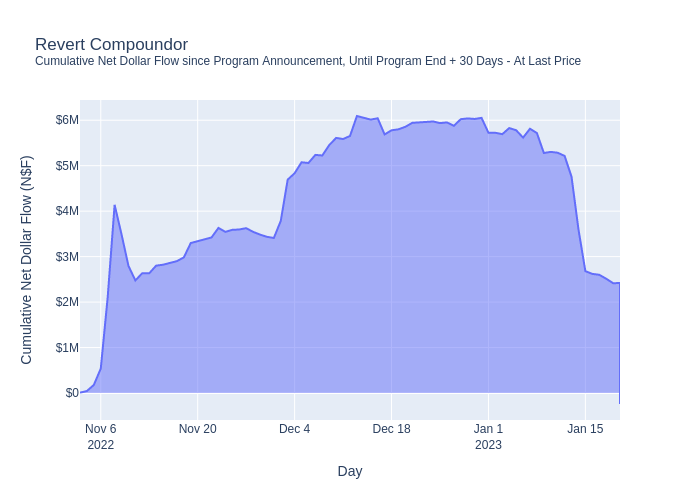 Revert Compoundor
Cumulative Net Dollar Flow since Program Announcement, Until Program End + 30 Days - At Last Price
Cumulative Net Dollar Flow (N$F)
$6M
$5M
$4M
$3M
$2M
$1M
$0
Nov 6
2022
Nov 20
Dec 4
Dec 18
Jan 1
2023
Jan 15
Day